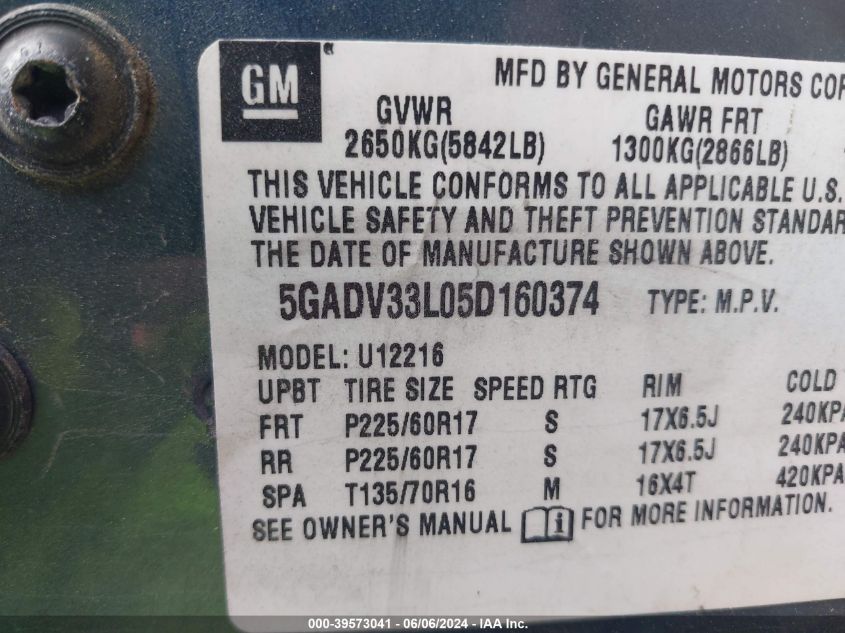 GM
MFD BY GENERAL MOTORS COR
GVWR GAWR FRT
2650KG(5842LB) 1300KG(2866LB)
THIS VEHICLE CONFORMS TO ALL APPLICABLE U.S.
VEHICLE SAFETY AND THEFT PREVENTION STANDAR
THE DATE OF MANUFACTURE SHOWN ABOVE.
5GADV33L05D160374 TYPE: M.P.V.
MODEL: U12216
UPBT TIRE SIZE SPEED RTG RIM COLD
FRT P225/60R17 S 17X6.5J 240KPA
RR P225/60R17 S 17X6.5J 240KPA
SPA T135/70R16 M 16X4T 420KPA
SEE OWNER'S MANUAL FOR MORE INFORMATION.
000-39573041 - 06/06/2024 - IAA, Inc.